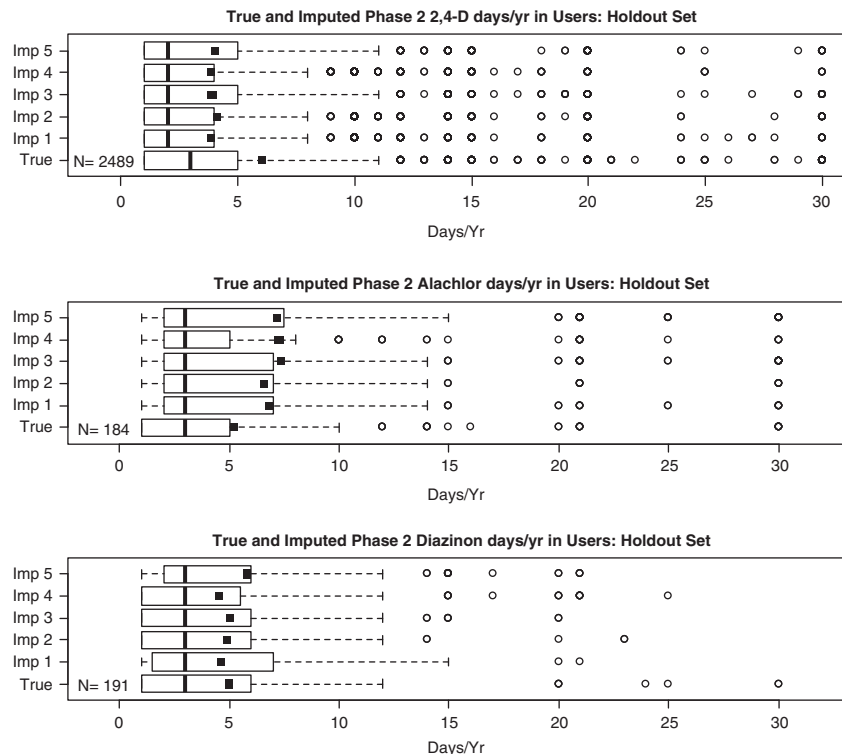 True and Imputed Phase 2 2,4-D days/yr in Users: Holdout Set
Imp 5
Imp 4
Imp 3
Imp 2
Imp 1
True
N= 2489
0 5 10 15 20 25 30
Days/Yr
True and Imputed Phase 2 Alachlor days/yr in Users: Holdout Set
Imp 5
Imp 4
Imp 3
Imp 2
Imp 1
True
N= 184
0 5 10 15 20 25 30
Days/Yr
True and Imputed Phase 2 Diazinon days/yr in Users: Holdout Set
Imp 5
Imp 4
Imp 3
Imp 2
Imp 1
True
N= 191
0 5 10 15 20 25 30
Days/Yr